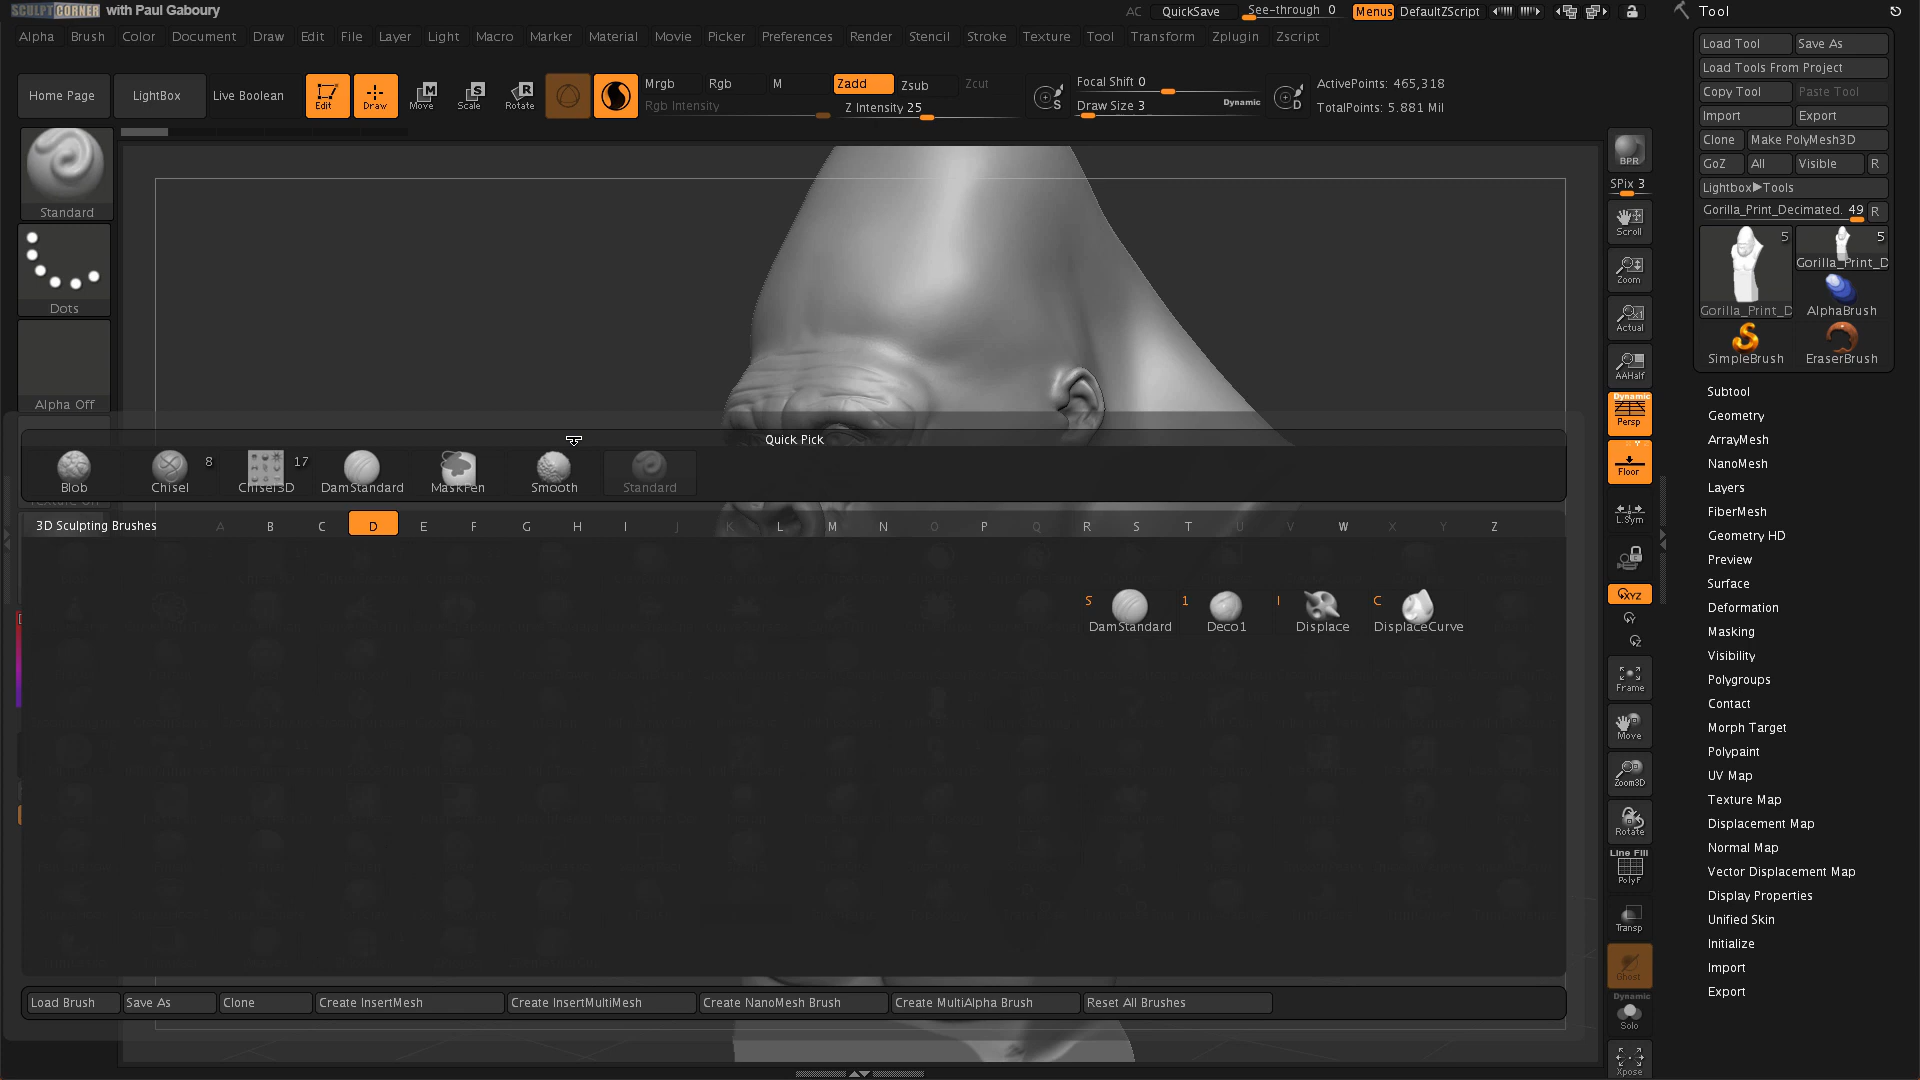 SCULPT CORNER with Paul Gaboury
AC QuickSave See-through 0 Menus DefaultZScript
Tool
Alpha Brush Color Document Draw Edit File Layer Light Macro Marker Material Movie Picker Preferences Render Stencil Stroke Texture Tool Transform Zplugin Zscript
Home Page LightBox Live Boolean Edit Draw Move Scale Rotate
Mrgb Rgb M Zadd Zsub Zcut
Rgb Intensity Z Intensity 25
S Focal Shift 0
Draw Size 3 Dynamic
D ActivePoints: 465,318
TotalPoints: 5.881 Mil
Standard
Dots
Alpha Off
Quick Pick
Blob
8 Chisel
17 Chisel3D
DamStandard
MaskPen
Smooth
Standard
3D Sculpting Brushes A B C D E F G H I J K L M N O P Q R S T U V W X Y Z
S DamStandard
1 Deco1
I Displace
C DisplaceCurve
Load Brush Save As Clone Create InsertMesh Create InsertMultiMesh Create NanoMesh Brush Create MultiAlpha Brush Reset All Brushes
BPR
SPix 3
Scroll
Zoom
Actual
AAHalf
Dynamic
Persp
Floor
L.Sym
XYZ
Y
Z
Frame
Move
Zoom3D
Rotate
Line Fill
PolyF
Transp
Ghost
Dynamic
Solo
Xpose
Load Tool Save As
Load Tools From Project
Copy Tool Paste Tool
Import Export
Clone Make PolyMesh3D
GoZ All Visible R
Lightbox▶Tools
Gorilla_Print_Decimated. 49 R
5 Gorilla_Print_D
5 Gorilla_Print_D
AlphaBrush
SimpleBrush EraserBrush
Subtool
Geometry
ArrayMesh
NanoMesh
Layers
FiberMesh
Geometry HD
Preview
Surface
Deformation
Masking
Visibility
Polygroups
Contact
Morph Target
Polypaint
UV Map
Texture Map
Displacement Map
Normal Map
Vector Displacement Map
Display Properties
Unified Skin
Initialize
Import
Export